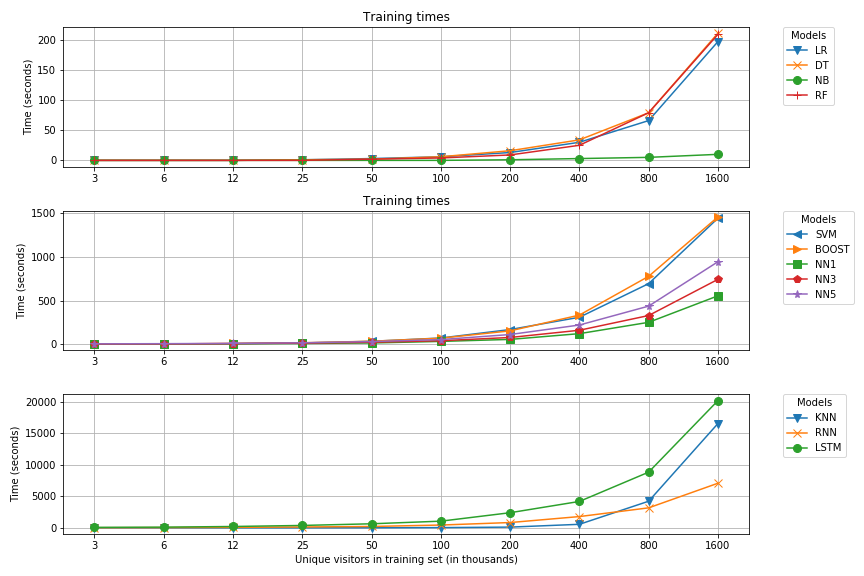 Training times
Time (seconds)
200
150
100
50
0
3 6 12 25 50 100 200 400 800 1600
Models
LR
DT
NB
RF
Training times
Time (seconds)
1500
1000
500
0
3 6 12 25 50 100 200 400 800 1600
Models
SVM
BOOST
NN1
NN3
NN5
Time (seconds)
20000
15000
10000
5000
0
3 6 12 25 50 100 200 400 800 1600
Unique visitors in training set (in thousands)
Models
KNN
RNN
LSTM